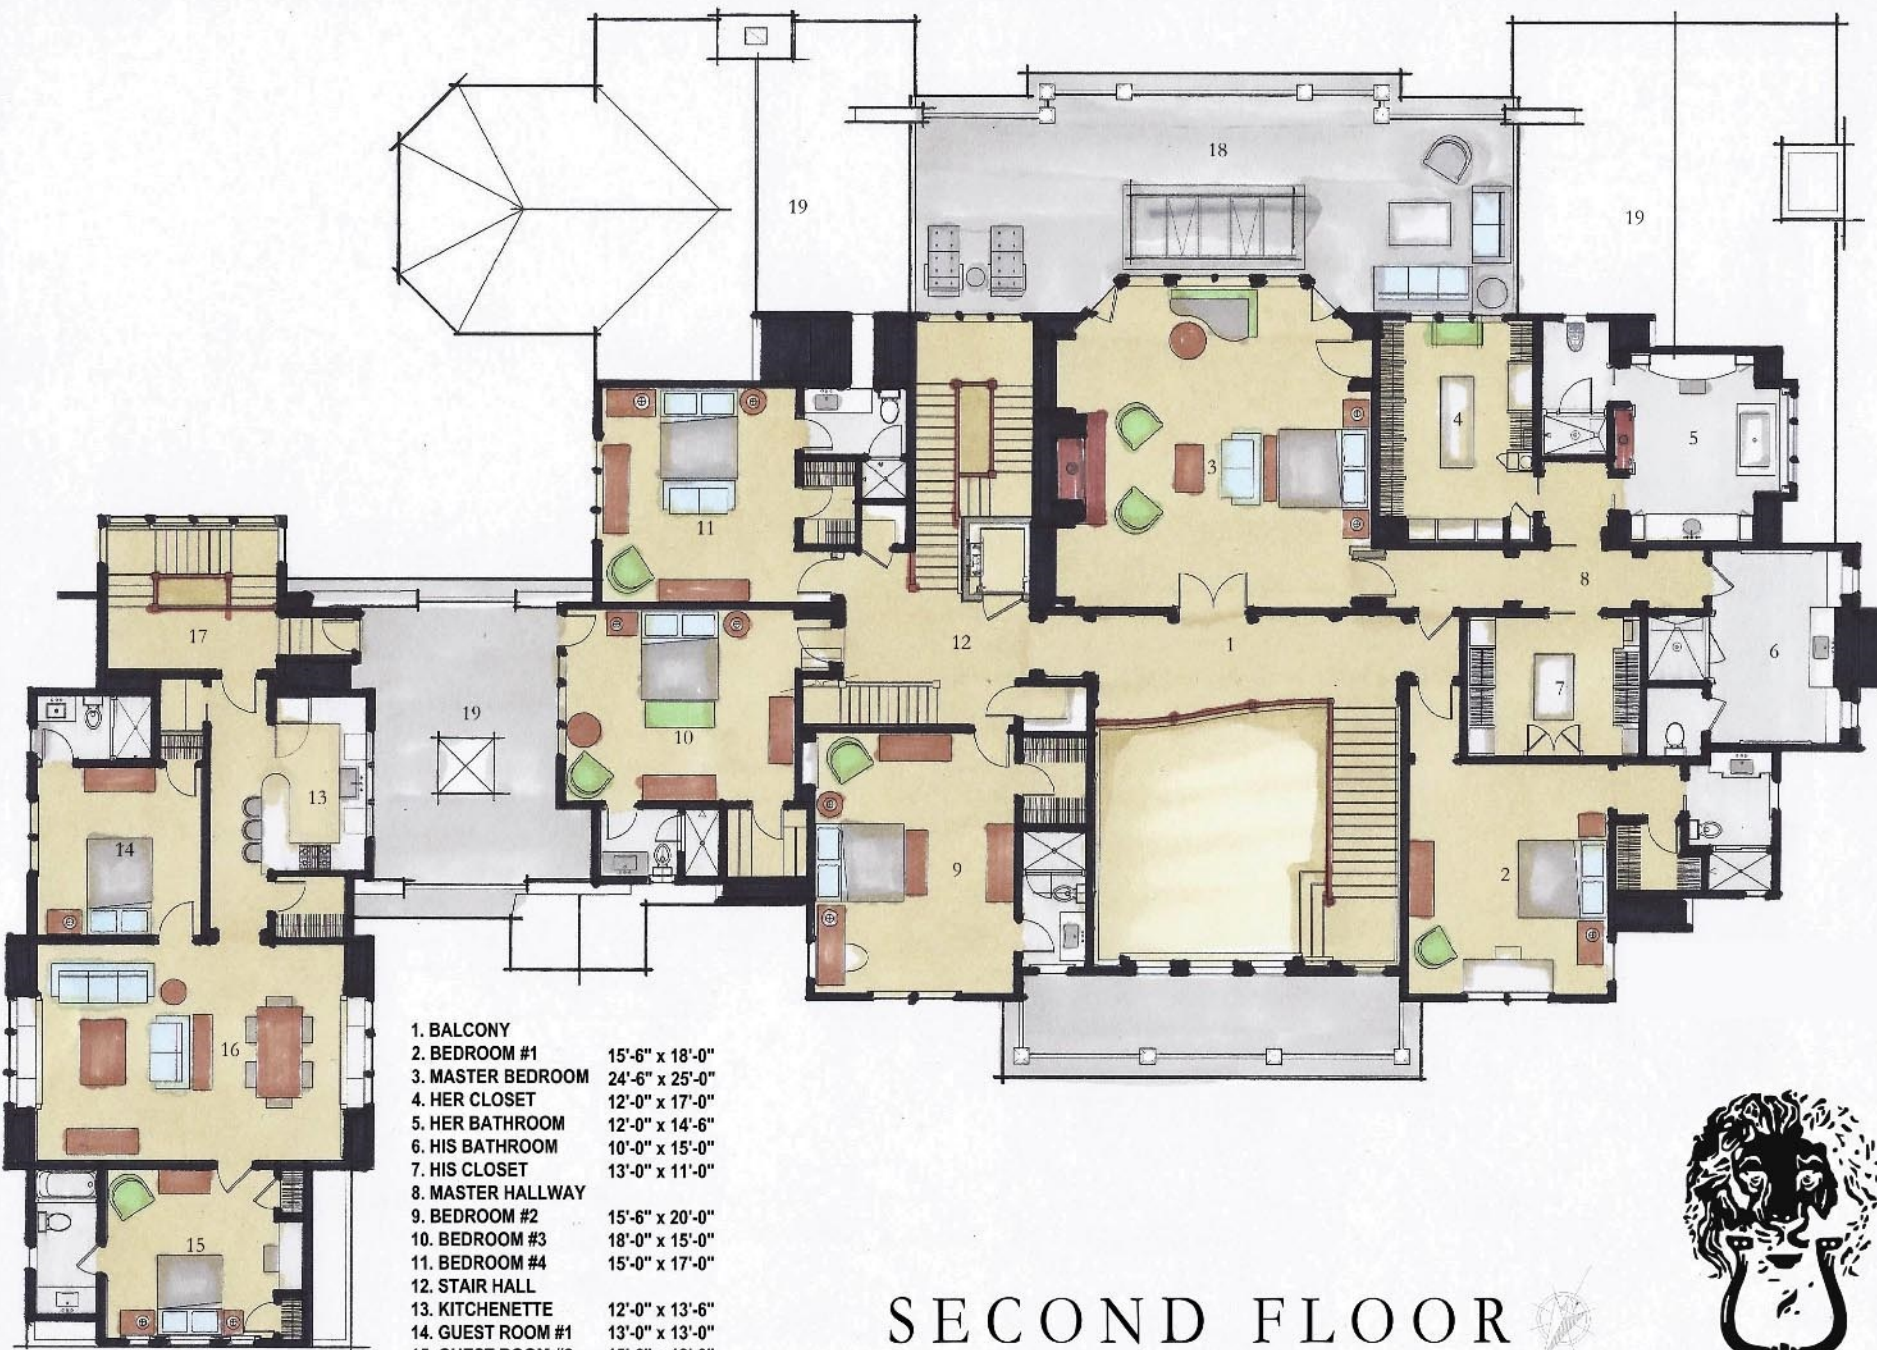 18
19
19
4
5
3
11
8
17
12
1
6
19
7
10
13
14
9
2
16
15
1. BALCONY
2. BEDROOM #1 15'-6" x 18'-0"
3. MASTER BEDROOM 24'-6" x 25'-0"
4. HER CLOSET 12'-0" x 17'-0"
5. HER BATHROOM 12'-0" x 14'-6"
6. HIS BATHROOM 10'-0" x 15'-0"
7. HIS CLOSET 13'-0" x 11'-0"
8. MASTER HALLWAY
9. BEDROOM #2 15'-6" x 20'-0"
10. BEDROOM #3 18'-0" x 15'-0"
11. BEDROOM #4 15'-0" x 17'-0"
12. STAIR HALL
13. KITCHENETTE 12'-0" x 13'-6"
14. GUEST ROOM #1 13'-0" x 13'-0"
SECOND FLOOR